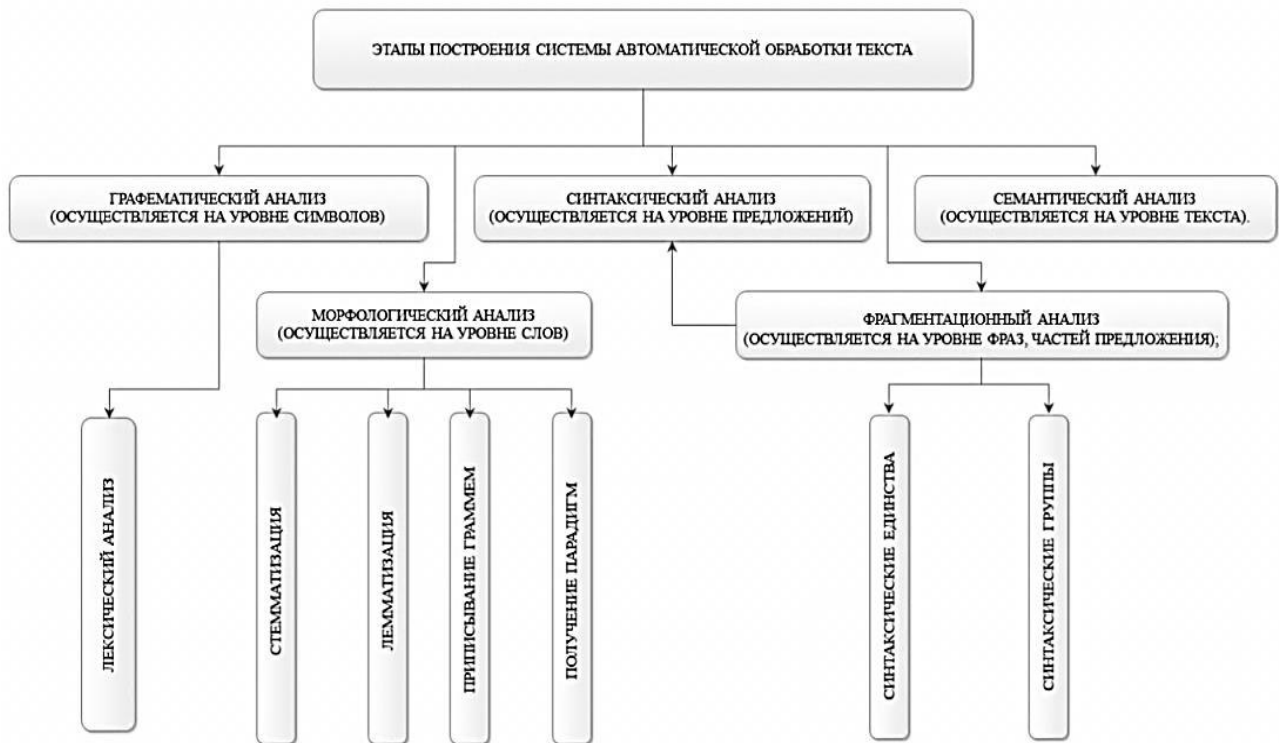 ЭТАПЫ ПОСТРОЕНИЯ СИСТЕМЫ АВТОМАТИЧЕСКОЙ ОБРАБОТКИ ТЕКСТА
ГРАФЕМАТИЧЕСКИЙ АНАЛИЗ
(ОСУЩЕСТВЛЯЕТСЯ НА УРОВНЕ СИМВОЛОВ)
СИНТАКСИЧЕСКИЙ АНАЛИЗ
(ОСУЩЕСТВЛЯЕТСЯ НА УРОВНЕ ПРЕДЛОЖЕНИЙ)
СЕМАНТИЧЕСКИЙ АНАЛИЗ
(ОСУЩЕСТВЛЯЕТСЯ НА УРОВНЕ ТЕКСТА).
МОРФОЛОГИЧЕСКИЙ АНАЛИЗ
(ОСУЩЕСТВЛЯЕТСЯ НА УРОВНЕ СЛОВ)
ФРАГМЕНТАЦИОННЫЙ АНАЛИЗ
(ОСУЩЕСТВЛЯЕТСЯ НА УРОВНЕ ФРАЗ, ЧАСТЕЙ ПРЕДЛОЖЕНИЯ);
ЛЕКСИЧЕСКИЙ АНАЛИЗ
СТЕММАТИЗАЦИЯ
ЛЕММАТИЗАЦИЯ
ПРИПИСЫВАНИЕ ГРАММЕМ
ПОЛУЧЕНИЕ ПАРАДИГМ
СИНТАКСИЧЕСКИЕ ЕДИНСТВА
СИНТАКСИЧЕСКИЕ ГРУППЫ